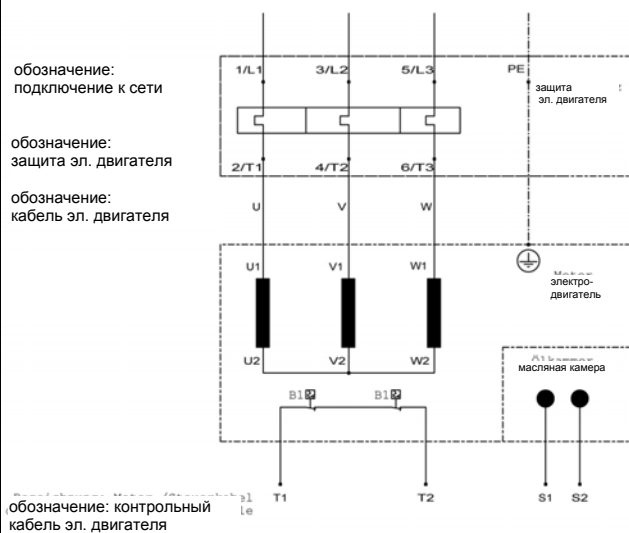 обозначение:
подключение к сети
1/L1 3/L2 5/L3 PE
защита
эл. двигателя
обозначение:
защита эл. двигателя
2/T1 4/T2 6/T3
обозначение:
кабель эл. двигателя
U V W
U1 V1 W1
электро-
двигатель
U2 V2 W2
масляная камера
B1 B1
T1 T2 S1 S2
обозначение: контрольный
кабель эл. двигателя